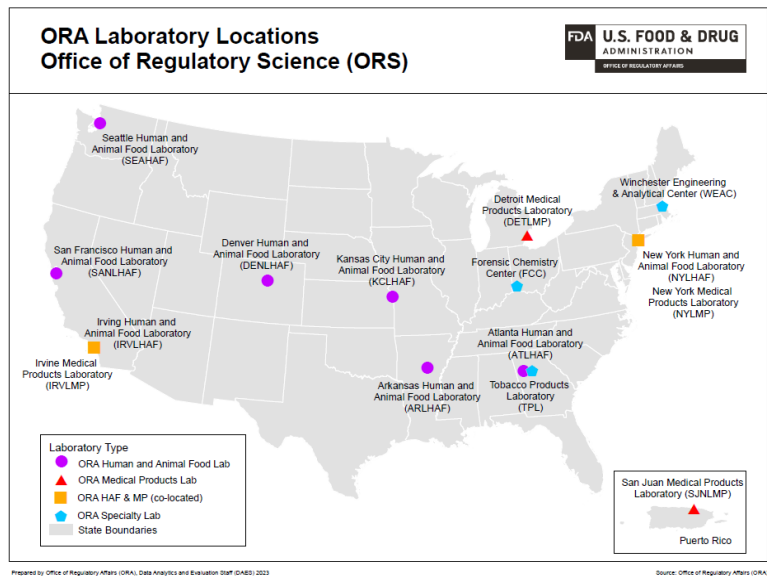 ORA Laboratory Locations
Office of Regulatory Science (ORS)
FDA
U.S. FOOD & DRUG
ADMINISTRATION
OFFICE OF REGULATORY AFFAIRS
Seattle Human and
Animal Food Laboratory
(SEAHAF)
San Francisco Human and
Animal Food Laboratory
(SANLHAF)
Denver Human and
Animal Food Laboratory
(DENLHAF)
Kansas City Human and
Animal Food Laboratory
(KCLHAF)
Detroit Medical
Products Laboratory
(DETLMP)
Winchester Engineering
& Analytical Center (WEAC)
Forensic Chemistry
Center (FCC)
New York Human and
Animal Food Laboratory
(NYLHAF)
New York Medical
Products Laboratory
(NYLMP)
Irving Human and
Animal Food Laboratory
(IRVLHAF)
Irvine Medical
Products Laboratory
(IRVLMP)
Arkansas Human and
Animal Food Laboratory
(ARLHAF)
Atlanta Human and
Animal Food Laboratory
(ATLHAF)
Tobacco Products
Laboratory
(TPL)
Laboratory Type
ORA Human and Animal Food Lab
ORA Medical Products Lab
ORA HAF & MP (co-located)
ORA Specialty Lab
State Boundaries
San Juan Medical Products
Laboratory (SJNLMP)
Puerto Rico
Prepared by Office of Regulatory Affairs (ORA), Data Analytics and Evaluation Staff (DAES) 2023
Source: Office of Regulatory Affairs (ORA)